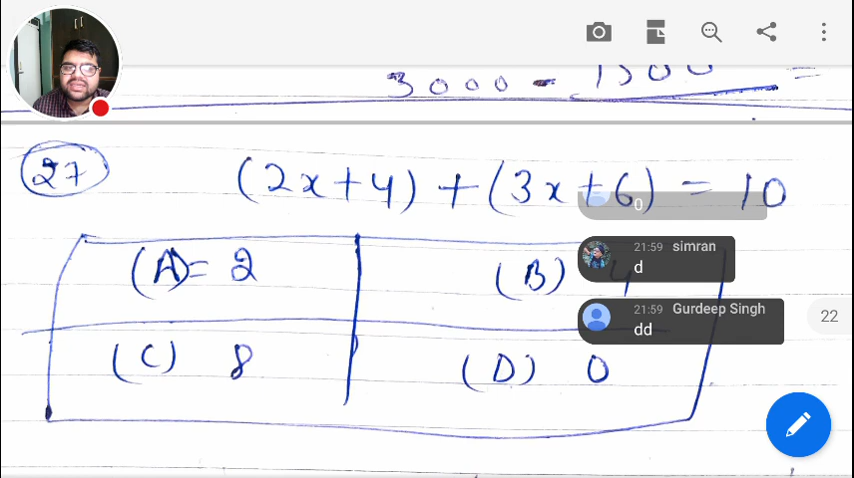 3000 -
27
(2x+4) + (3x+6) = 10
0
(A) = 2
(B) 4
21:59 simran
d
21:59 Gurdeep Singh
dd
22
(C) 8
(D) 0